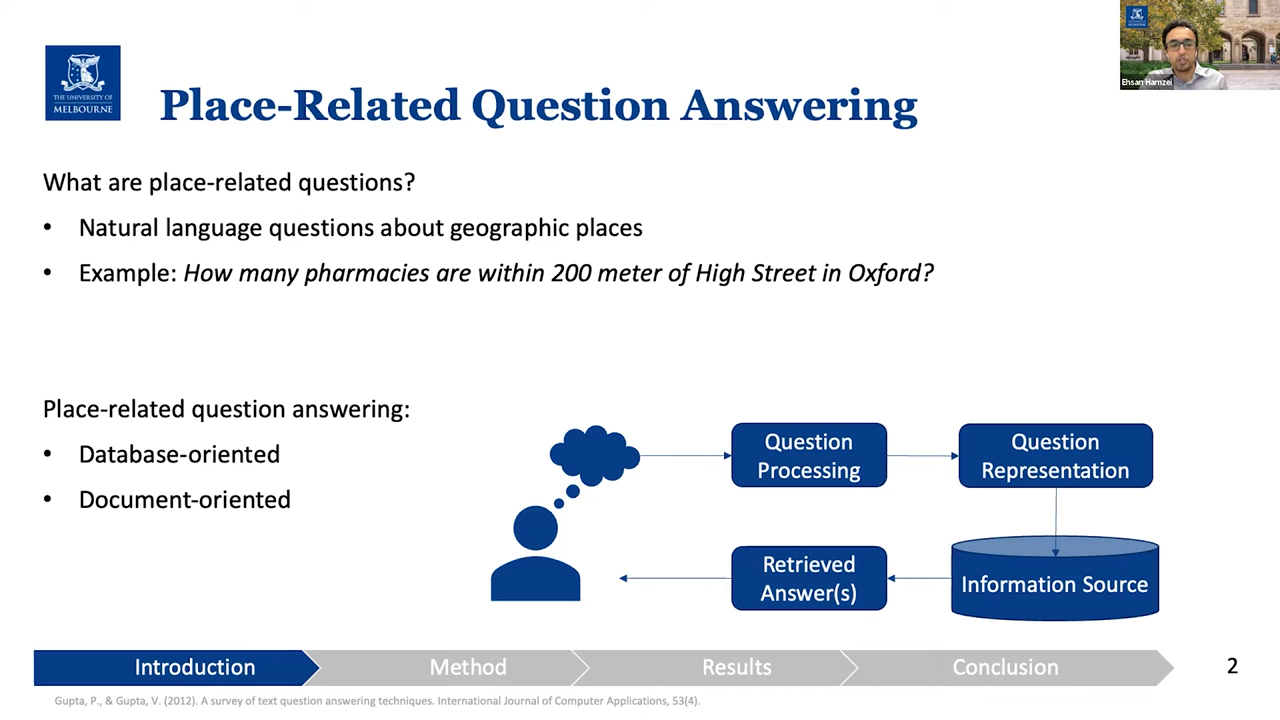 Ehsan Hamzei
THE UNIVERSITY OF
MELBOURNE
Place-Related Question Answering
What are place-related questions?
• Natural language questions about geographic places
• Example: How many pharmacies are within 200 meter of High Street in Oxford?
Place-related question answering:
• Database-oriented
• Document-oriented
Question
Processing
Question
Representation
Retrieved
Answer(s)
Information Source
Introduction
Method
Results
Conclusion
2
Gupta, P., & Gupta, V. (2012). A survey of text question answering techniques. International Journal of Computer Applications, 53(4).